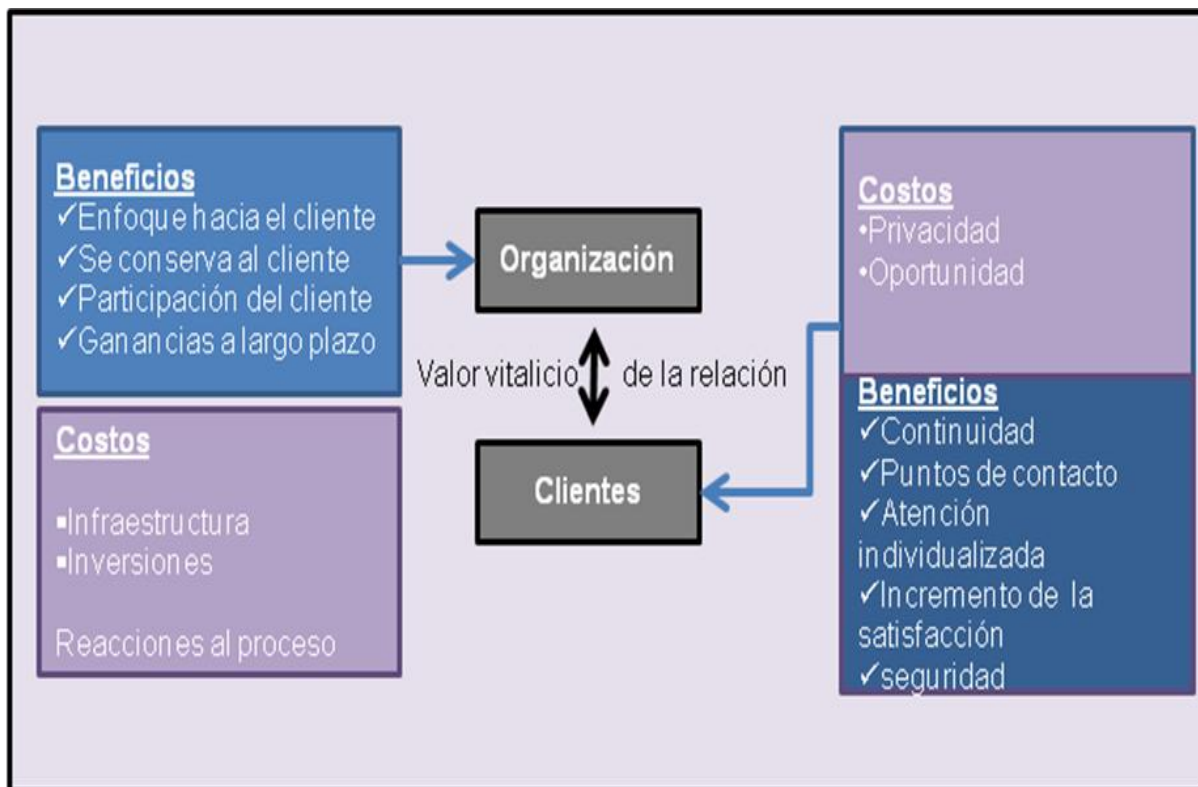 Beneficios
✓Enfoque hacia el cliente
✓Se conserva al cliente
✓Participación del cliente
✓Ganancias a largo plazo
Costos
▪Infraestructura
▪Inversiones
Reacciones al proceso
Organización
Valor vitalicio de la relación
Clientes
Costos
•Privacidad
•Oportunidad
Beneficios
✓Continuidad
✓Puntos de contacto
✓Atención
individualizada
✓Incremento de la
satisfacción
✓seguridad